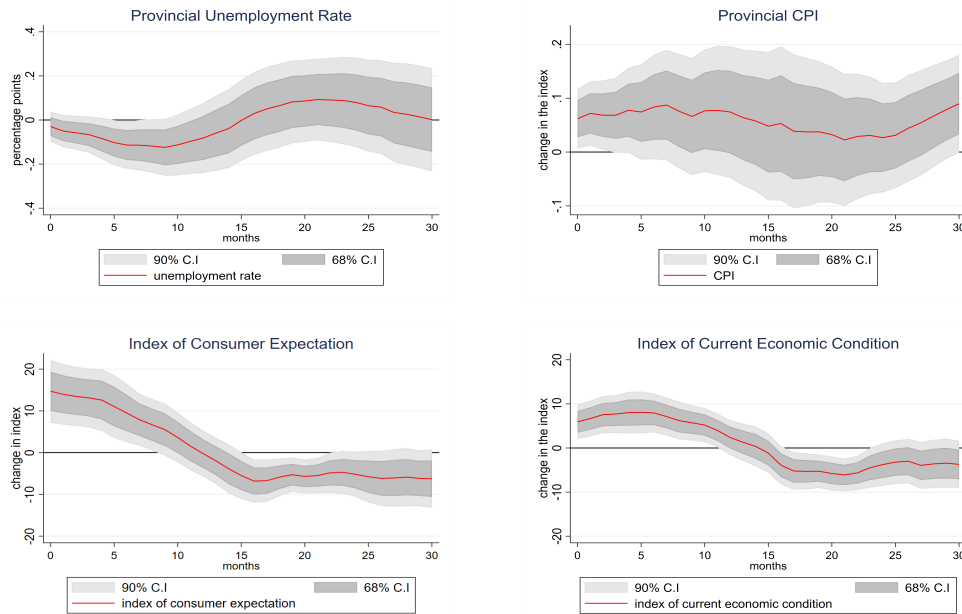 Provincial Unemployment Rate
percentage points
.4
.2
0
-.2
-.4
0 5 10 15 20 25 30
months
90% C.I 68% C.I
unemployment rate
Provincial CPI
change in the index
.2
.1
0
-.1
0 5 10 15 20 25 30
months
90% C.I 68% C.I
CPI
Index of Consumer Expectation
change in index
20
10
0
-10
-20
0 5 10 15 20 25 30
months
90% C.I 68% C.I
index of consumer expectation
Index of Current Economic Condition
change in the index
20
10
0
-10
-20
0 5 10 15 20 25 30
months
90% C.I 68% C.I
index of current economic condition